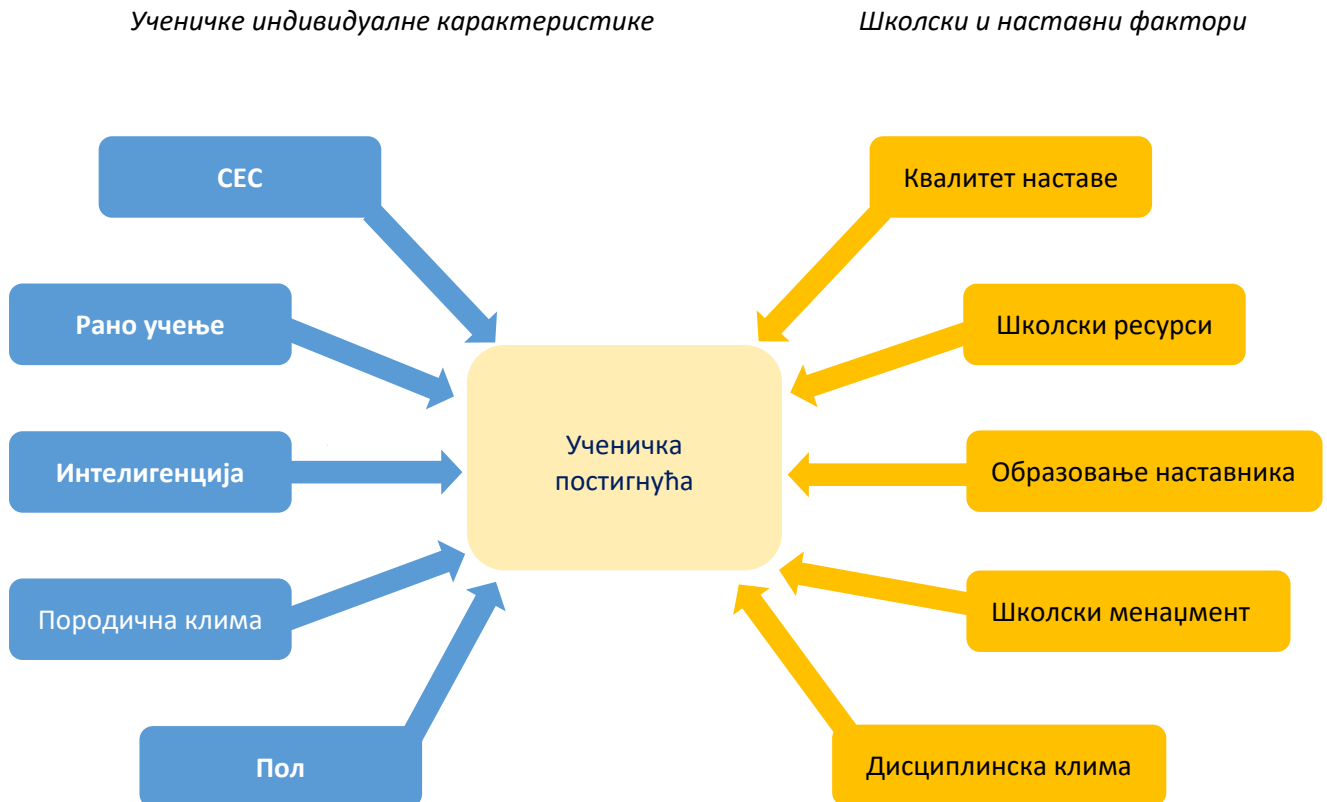 Ученичке индивидуалне карактеристике
Школски и наставни фактори
СЕС
Квалитет наставе
Рано учење
Школски ресурси
Ученичка
постигнућа
Интелигенција
Образовање наставника
Породична клима
Школски менаџмент
Пол
Дисциплинска клима